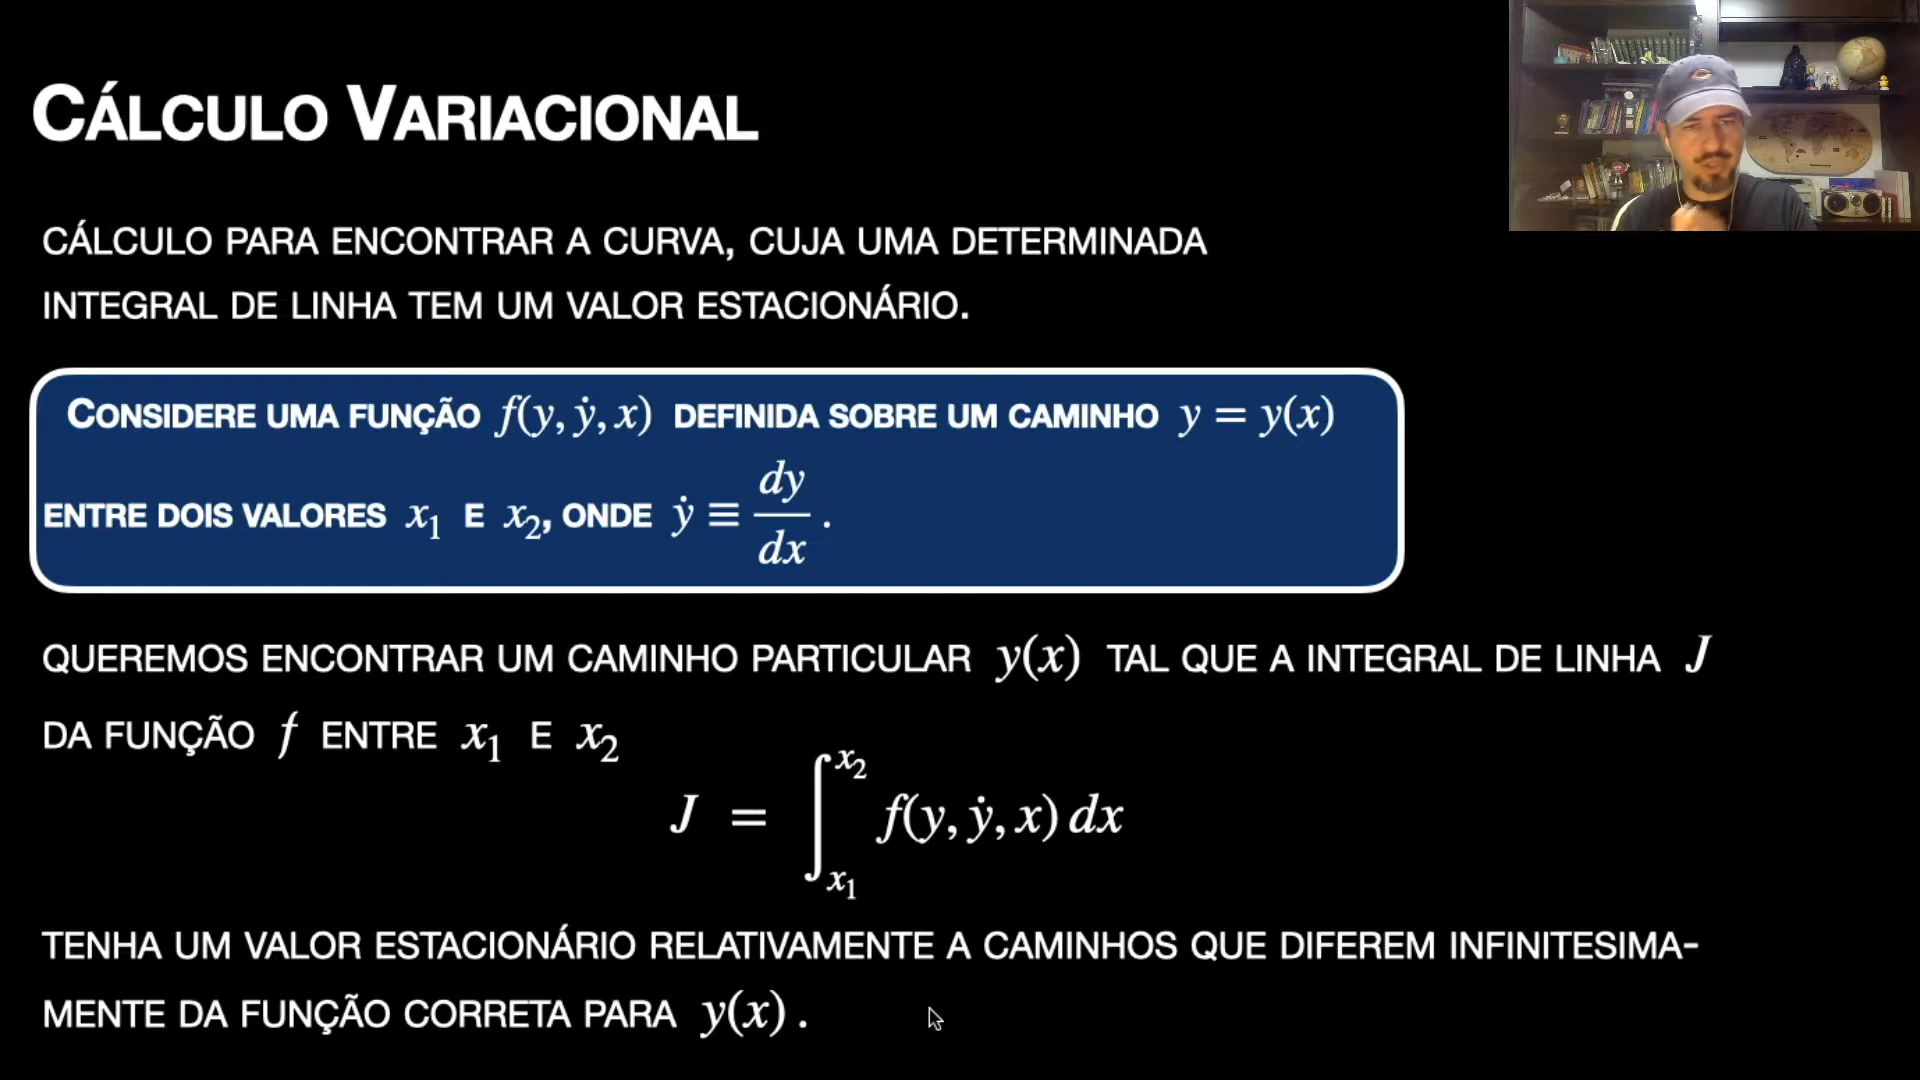 CÁLCULO VARIACIONAL
CÁLCULO PARA ENCONTRAR A CURVA, CUJA UMA DETERMINADA
INTEGRAL DE LINHA TEM UM VALOR ESTACIONÁRIO.
CONSIDERE UMA FUNÇÃO f(y, ẏ, x) DEFINIDA SOBRE UM CAMINHO y = y(x)
ENTRE DOIS VALORES x₁ E x₂, ONDE ẏ ≡ dy/dx .
QUEREMOS ENCONTRAR UM CAMINHO PARTICULAR y(x) TAL QUE A INTEGRAL DE LINHA J
DA FUNÇÃO f ENTRE x₁ E x₂
J = ∫_{x₁}^{x₂} f(y, ẏ, x) dx
TENHA UM VALOR ESTACIONÁRIO RELATIVAMENTE A CAMINHOS QUE DIFEREM INFINITESIMA-
MENTE DA FUNÇÃO CORRETA PARA y(x) .